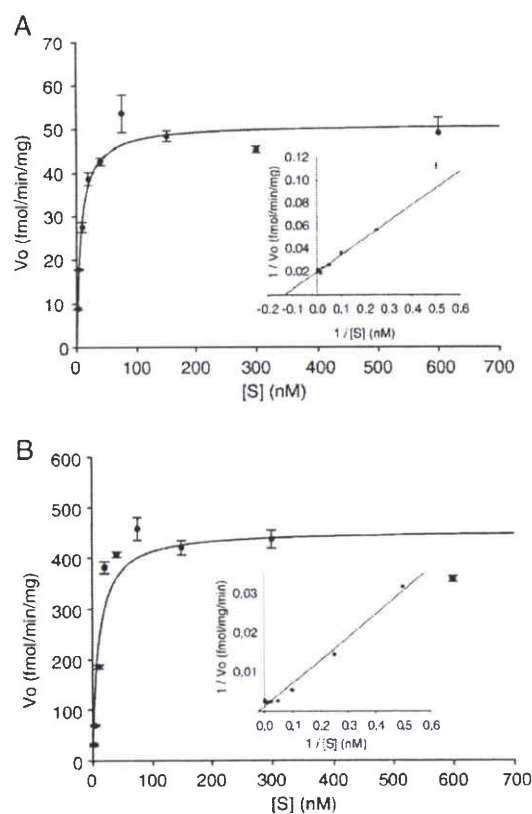 A
70
60
50
40
30
20
10
0
Vo (fmol/min/mg)
0 100 200 300 400 500 600 700
[S] (nM)
0.12
0.10
0.08
0.06
0.04
0.02
1 / Vo (fmol/min/mg)
-0.2 -0.1 0.0 0.1 0.2 0.3 0.4 0.5 0.6
1 / [S] (nM)
B
600
500
400
300
200
100
0
Vo (fmol/min/mg)
0 100 200 300 400 500 600 700
[S] (nM)
0,03
0,02
0,01
1 / Vo (fmol/mg/min)
0.0 0.1 0.2 0.3 0.4 0.5 0,6
1 / [S] (nM)